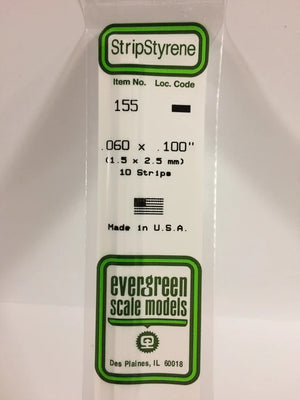 StripStyrene
Item No. Loc. Code
155
.060 x .100"
(1.5 x 2.5 mm)
10 Strips
Made in U.S.A.
evergreen
scale models
Des Plaines, IL 60018